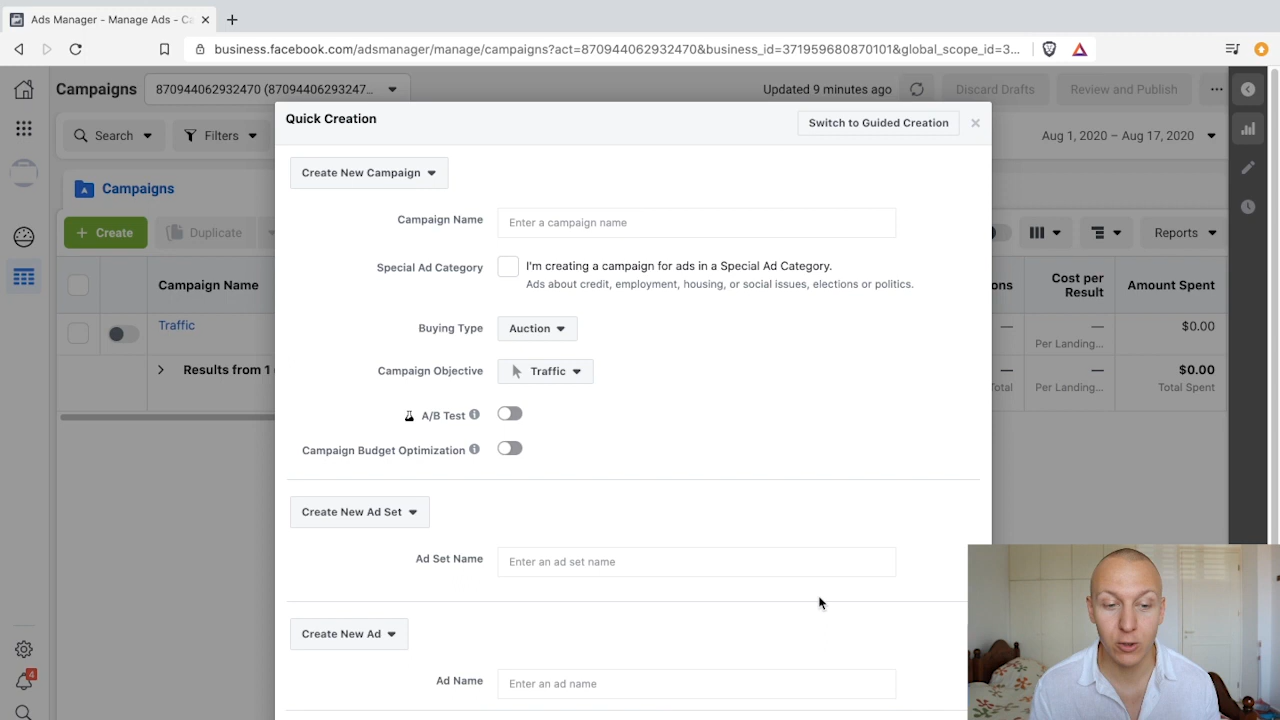 Ads Manager - Manage Ads - Ca
business.facebook.com/adsmanager/manage/campaigns?act=870944062932470&business_id=371959680870101&global_scope_id=3...
Campaigns
870944062932470 (87094406293247...
Updated 9 minutes ago
Discard Drafts
Review and Publish
Quick Creation
Switch to Guided Creation
Search
Filters
Aug 1, 2020 – Aug 17, 2020
Create New Campaign
Campaigns
Campaign Name
Enter a campaign name
+ Create
Duplicate
Reports
Special Ad Category
I'm creating a campaign for ads in a Special Ad Category.
Ads about credit, employment, housing, or social issues, elections or politics.
Campaign Name
ons
Cost per
Result
Amount Spent
Buying Type
Auction
Traffic
—
—
$0.00
Per Landing...
Campaign Objective
Traffic
Results from 1
—
—
$0.00
otal
Per Landing...
Total Spent
A/B Test
Campaign Budget Optimization
Create New Ad Set
Ad Set Name
Enter an ad set name
Create New Ad
Ad Name
Enter an ad name
4